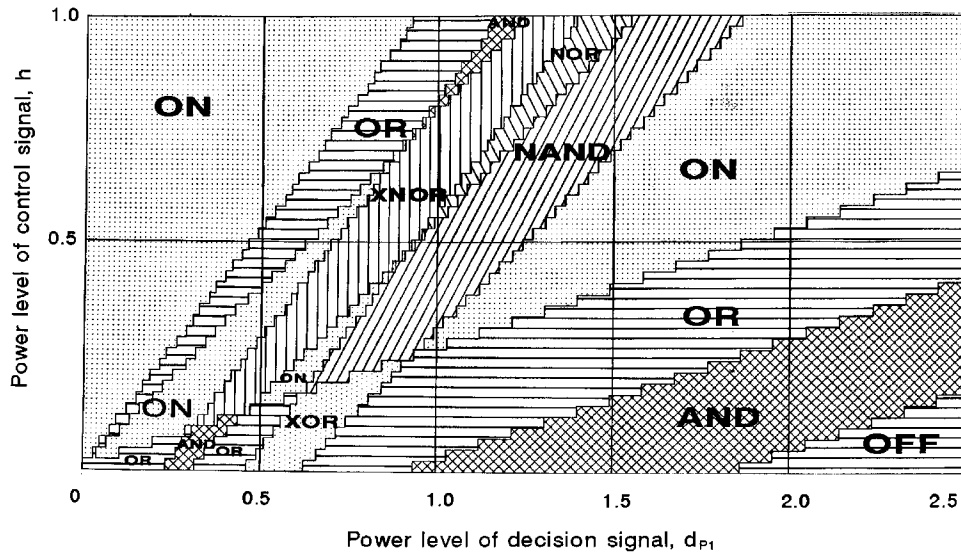 1.0
AND
NOR
ON
OR
NAND
ON
XNOR
0.5
OR
ON
ON
XOR
AND
AND
OR
OR
OFF
0
0.5
1.0
1.5
2.0
2.5
Power level of control signal, h
Power level of decision signal, dP1